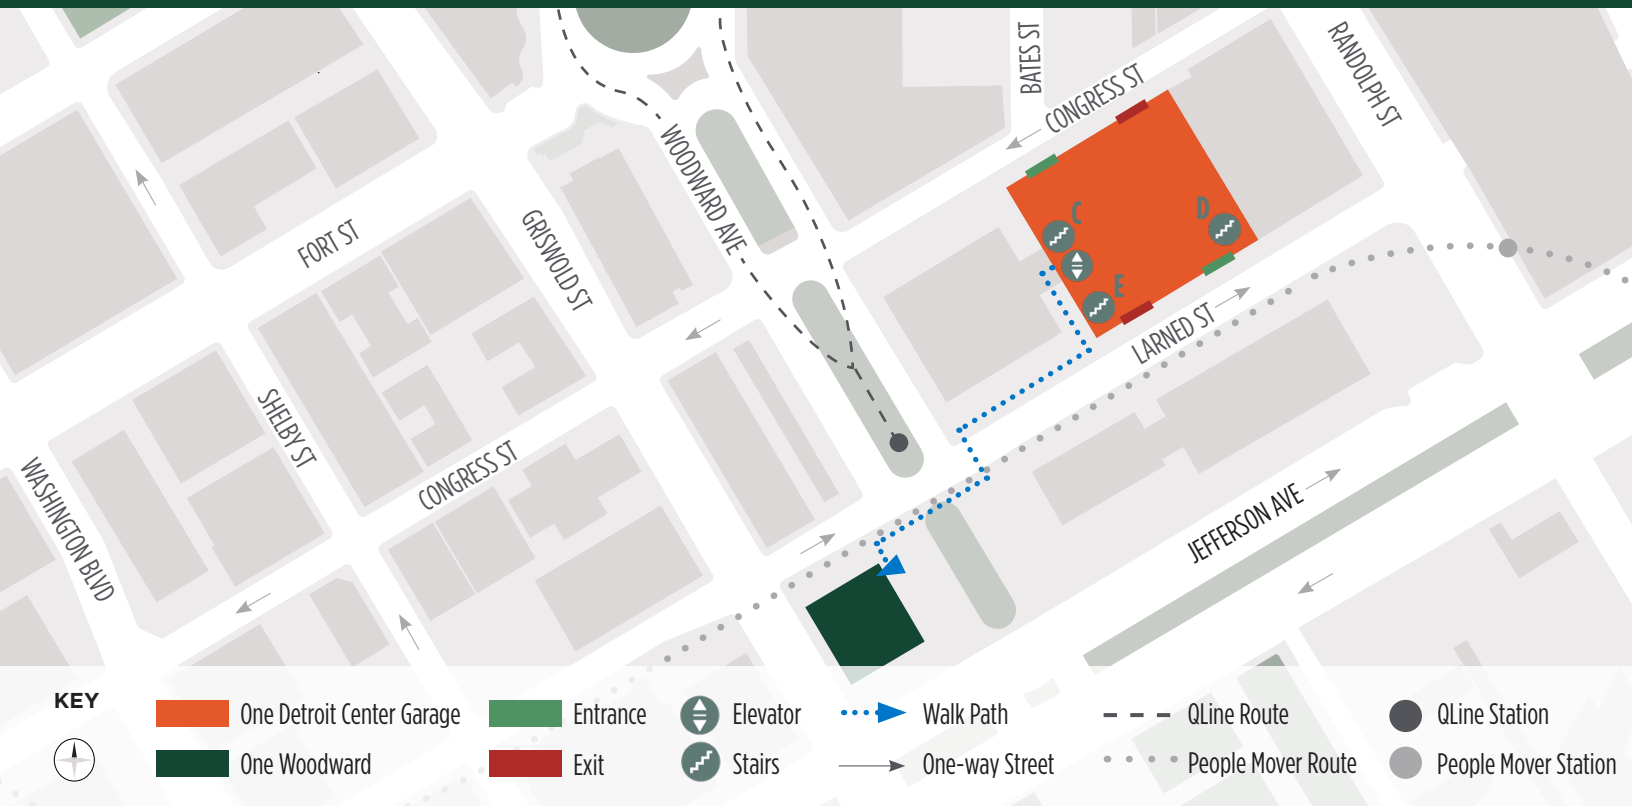 BATES ST
RANDOLPH ST
CONGRESS ST
WOODWARD AVE
C
D
E
FORT ST
GRISWOLD ST
LARNED ST
SHELBY ST
CONGRESS ST
WASHINGTON BLVD
JEFFERSON AVE
KEY
One Detroit Center Garage
Entrance
Elevator
Walk Path
QLine Route
QLine Station
One Woodward
Exit
Stairs
One-way Street
People Mover Route
People Mover Station